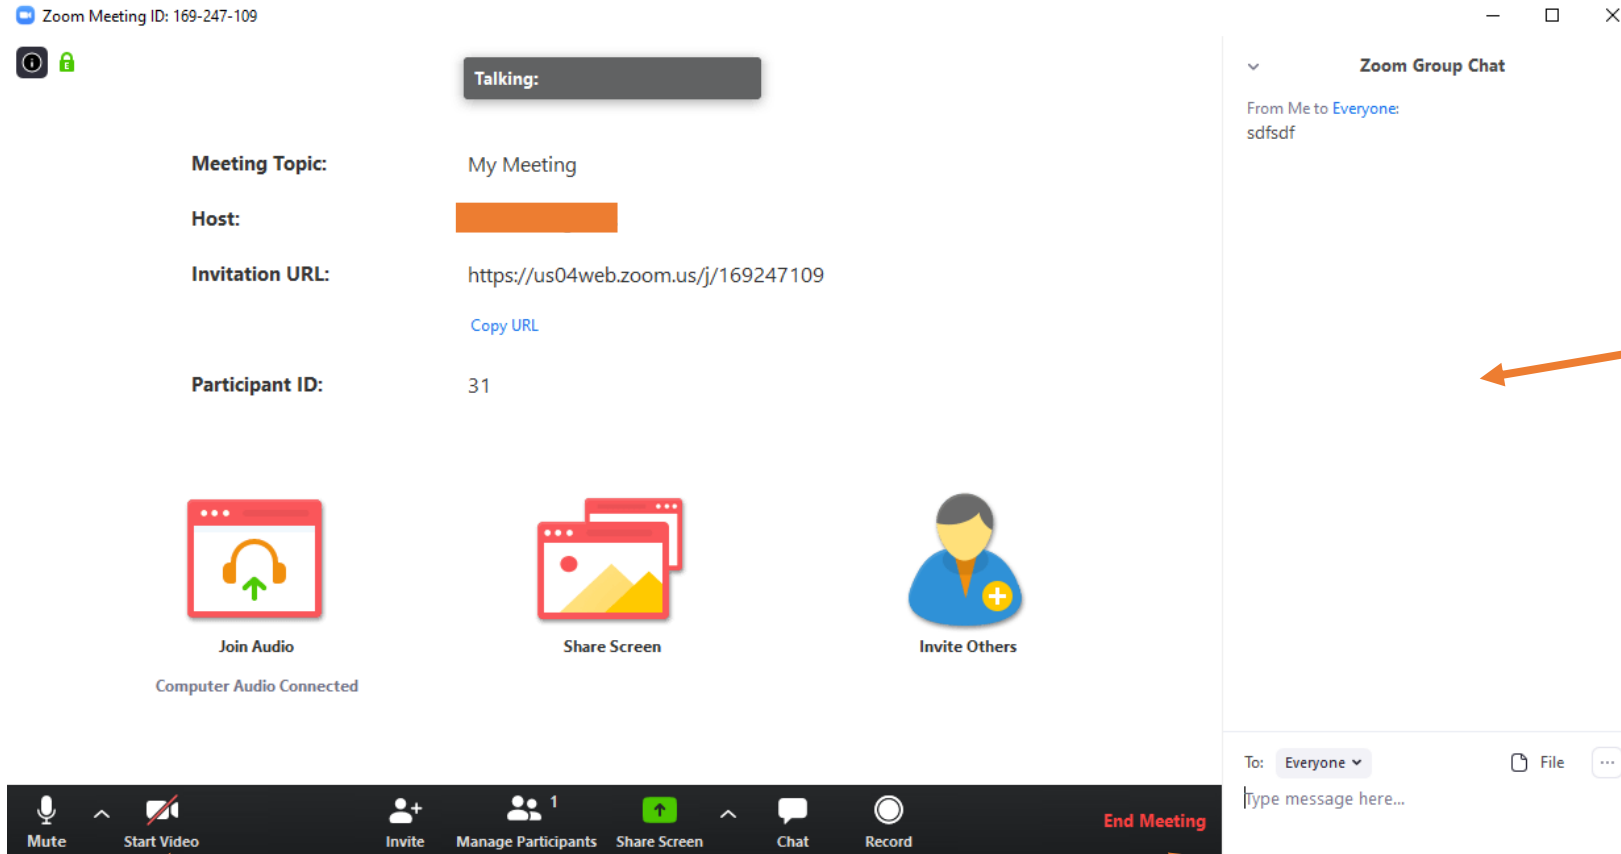 Zoom Meeting ID: 169-247-109
Talking:
Meeting Topic: My Meeting
Host:
Invitation URL: https://us04web.zoom.us/j/169247109
Copy URL
Participant ID: 31
Join Audio
Computer Audio Connected
Share Screen
Invite Others
Mute
Start Video
Invite
1
Manage Participants
Share Screen
Chat
Record
End Meeting
Zoom Group Chat
From Me to Everyone:
sdfsdf
To: Everyone File
Type message here...